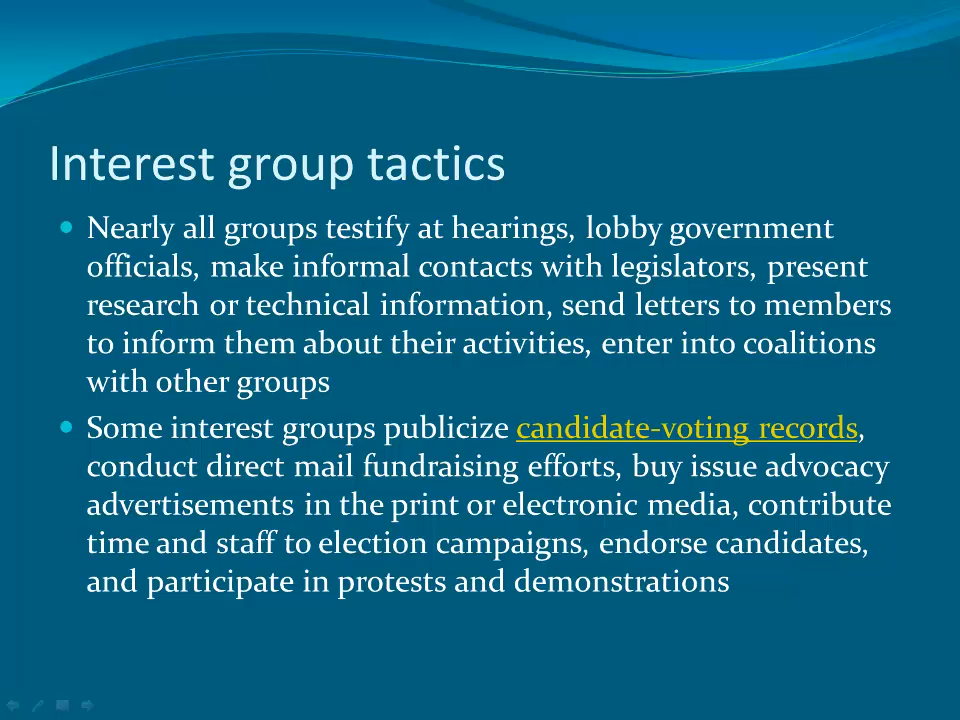 Interest group tactics
Nearly all groups testify at hearings, lobby government
officials, make informal contacts with legislators, present
research or technical information, send letters to members
to inform them about their activities, enter into coalitions
with other groups
Some interest groups publicize candidate-voting records,
conduct direct mail fundraising efforts, buy issue advocacy
advertisements in the print or electronic media, contribute
time and staff to election campaigns, endorse candidates,
and participate in protests and demonstrations